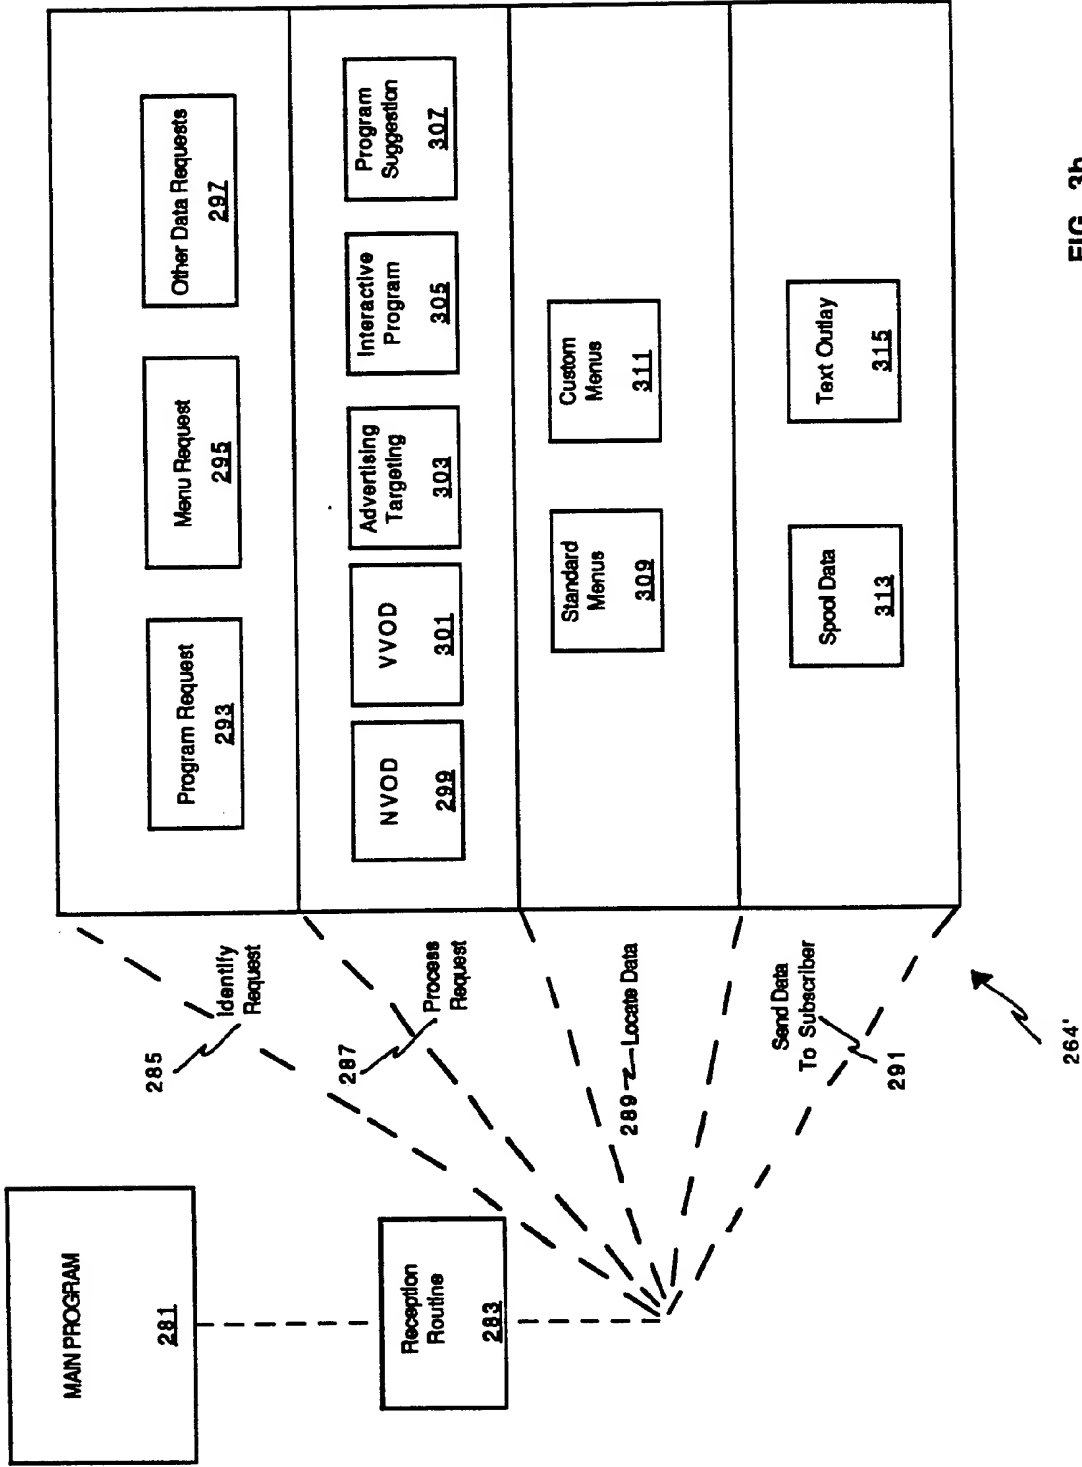 MAIN PROGRAM
281
Reception
Routine
283
285
Identify
Request
287
Process
Request
289
Locate Data
Send Data
To Subscriber
291
264'
Program Request
293
Menu Request
295
Other Data Requests
297
NVOD
299
VVOD
301
Advertising
Targeting
303
Interactive
Program
305
Program
Suggestion
307
Standard
Menus
309
Custom
Menus
311
Spool Data
313
Text Outlay
315
FIG. 3b